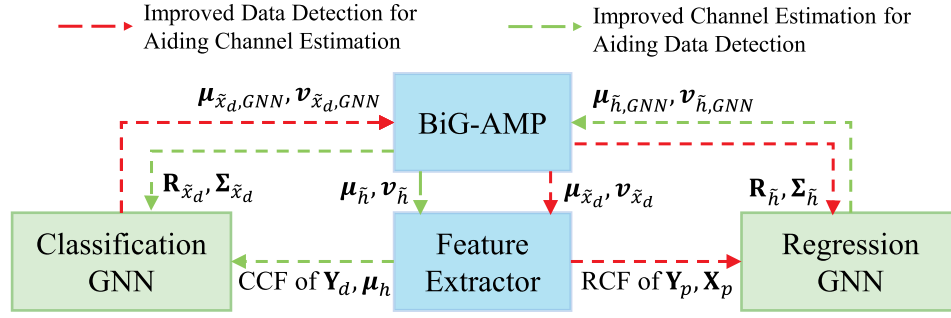 Improved Data Detection for
Aiding Channel Estimation
Improved Channel Estimation for
Aiding Data Detection
𝝁_{x̃_d,GNN}, 𝒗_{x̃_d,GNN}
BiG-AMP
𝝁_{h̃,GNN}, 𝒗_{h̃,GNN}
𝐑_{x̃_d}, 𝚺_{x̃_d}
𝝁_{h̃}, 𝒗_{h̃}
𝝁_{x̃_d}, 𝒗_{x̃_d}
𝐑_{h̃}, 𝚺_{h̃}
Classification
GNN
CCF of 𝐘_d, 𝝁_h
Feature
Extractor
RCF of 𝐘_p, 𝐗_p
Regression
GNN